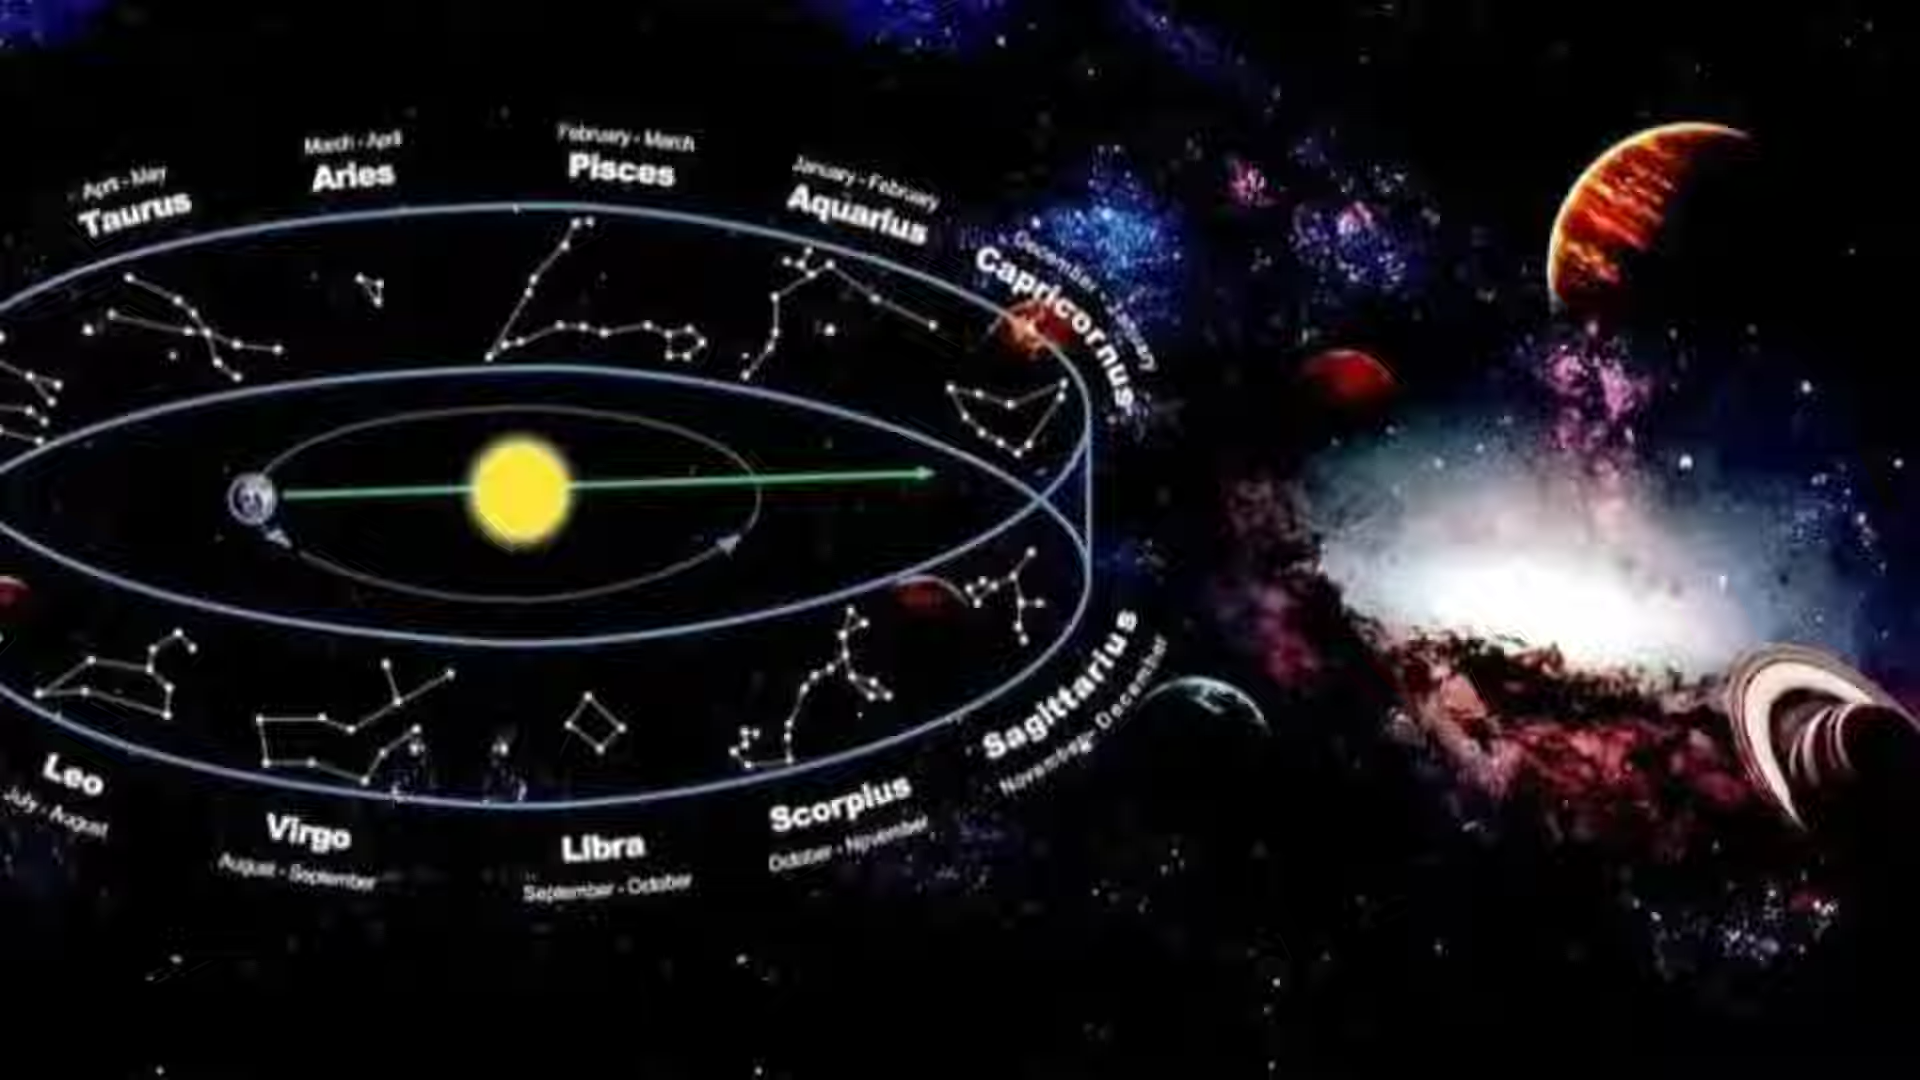 April - May
Taurus
March - April
Aries
February - March
Pisces
January - February
Aquarius
December - January
Capricornus
Leo
July - August
Virgo
August - September
Libra
September - October
Scorpius
October - November
Sagittarius
November - December